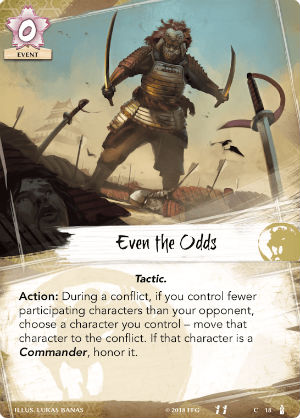 0
EVENT
Even the Odds
Tactic.
Action: During a conflict, if you control fewer
participating characters than your opponent,
choose a character you control – move that
character to the conflict. If that character is a
Commander, honor it.
ILLUS. LUKAS BANAS
© 2018 FFG
11
C 18